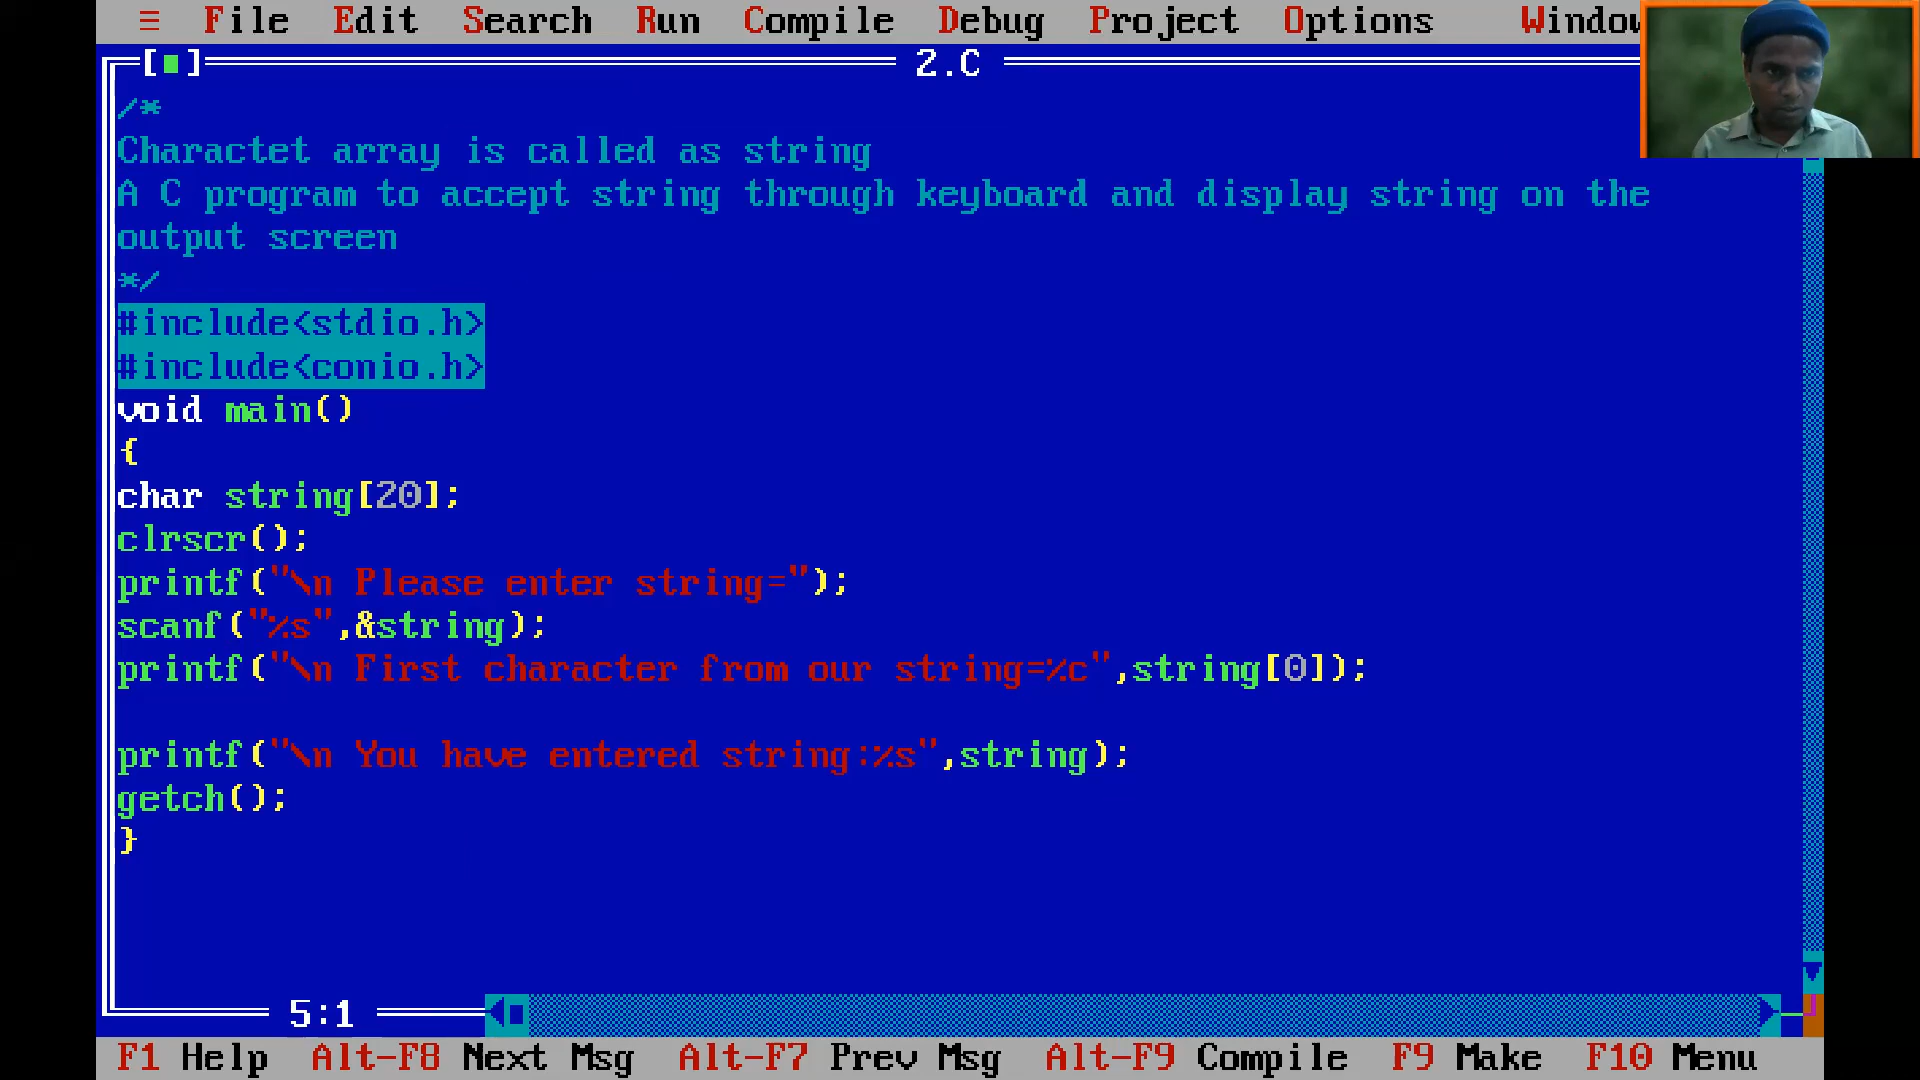 ≡ File Edit Search Run Compile Debug Project Options Window
[■] 2.C
/*
Charactet array is called as string
A C program to accept string through keyboard and display string on the
output screen
*/
#include<stdio.h>
#include<conio.h>
void main()
{
char string[20];
clrscr();
printf("\n Please enter string=");
scanf("%s",&string);
printf("\n First character from our string=%c",string[0]);
printf("\n You have entered string:%s",string);
getch();
}
5:1
F1 Help Alt-F8 Next Msg Alt-F7 Prev Msg Alt-F9 Compile F9 Make F10 Menu